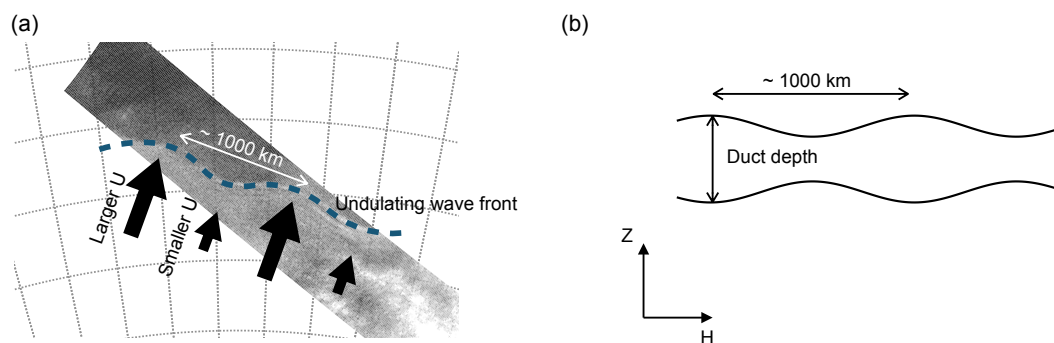 (a)
~ 1000 km
Larger U
Smaller U
Undulating wave front
(b)
~ 1000 km
Duct depth
Z
H